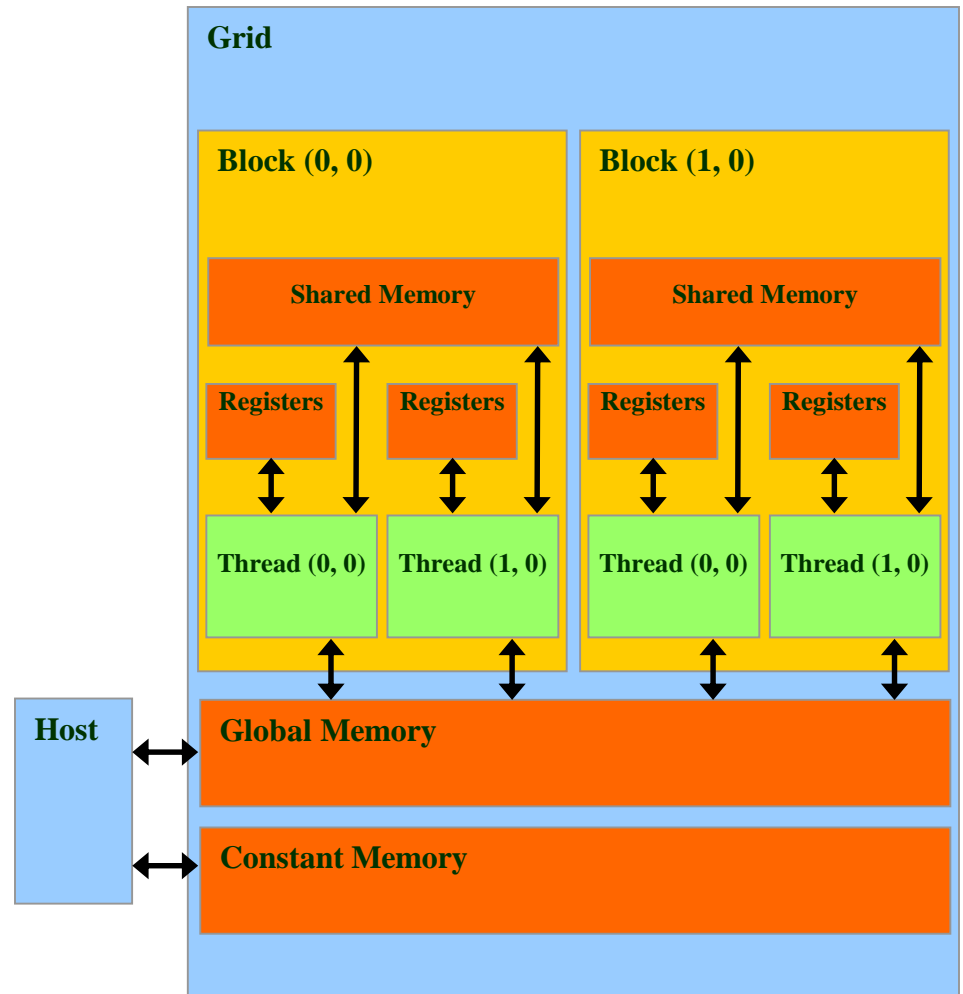 Grid
Block (0, 0)
Block (1, 0)
Shared Memory
Shared Memory
Registers
Registers
Registers
Registers
Thread (0, 0)
Thread (1, 0)
Thread (0, 0)
Thread (1, 0)
Host
Global Memory
Constant Memory